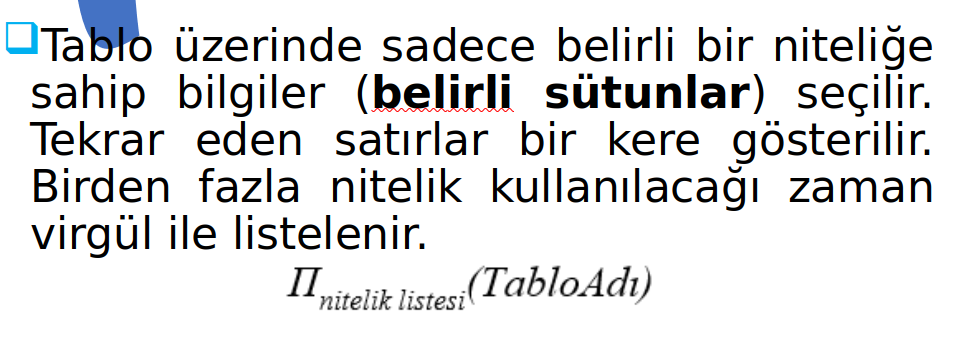 ❑Tablo üzerinde sadece belirli bir niteliğe
sahip bilgiler (belirli sütunlar) seçilir.
Tekrar eden satırlar bir kere gösterilir.
Birden fazla nitelik kullanılacağı zaman
virgül ile listelenir.
Π nitelik listesi(TabloAdı)